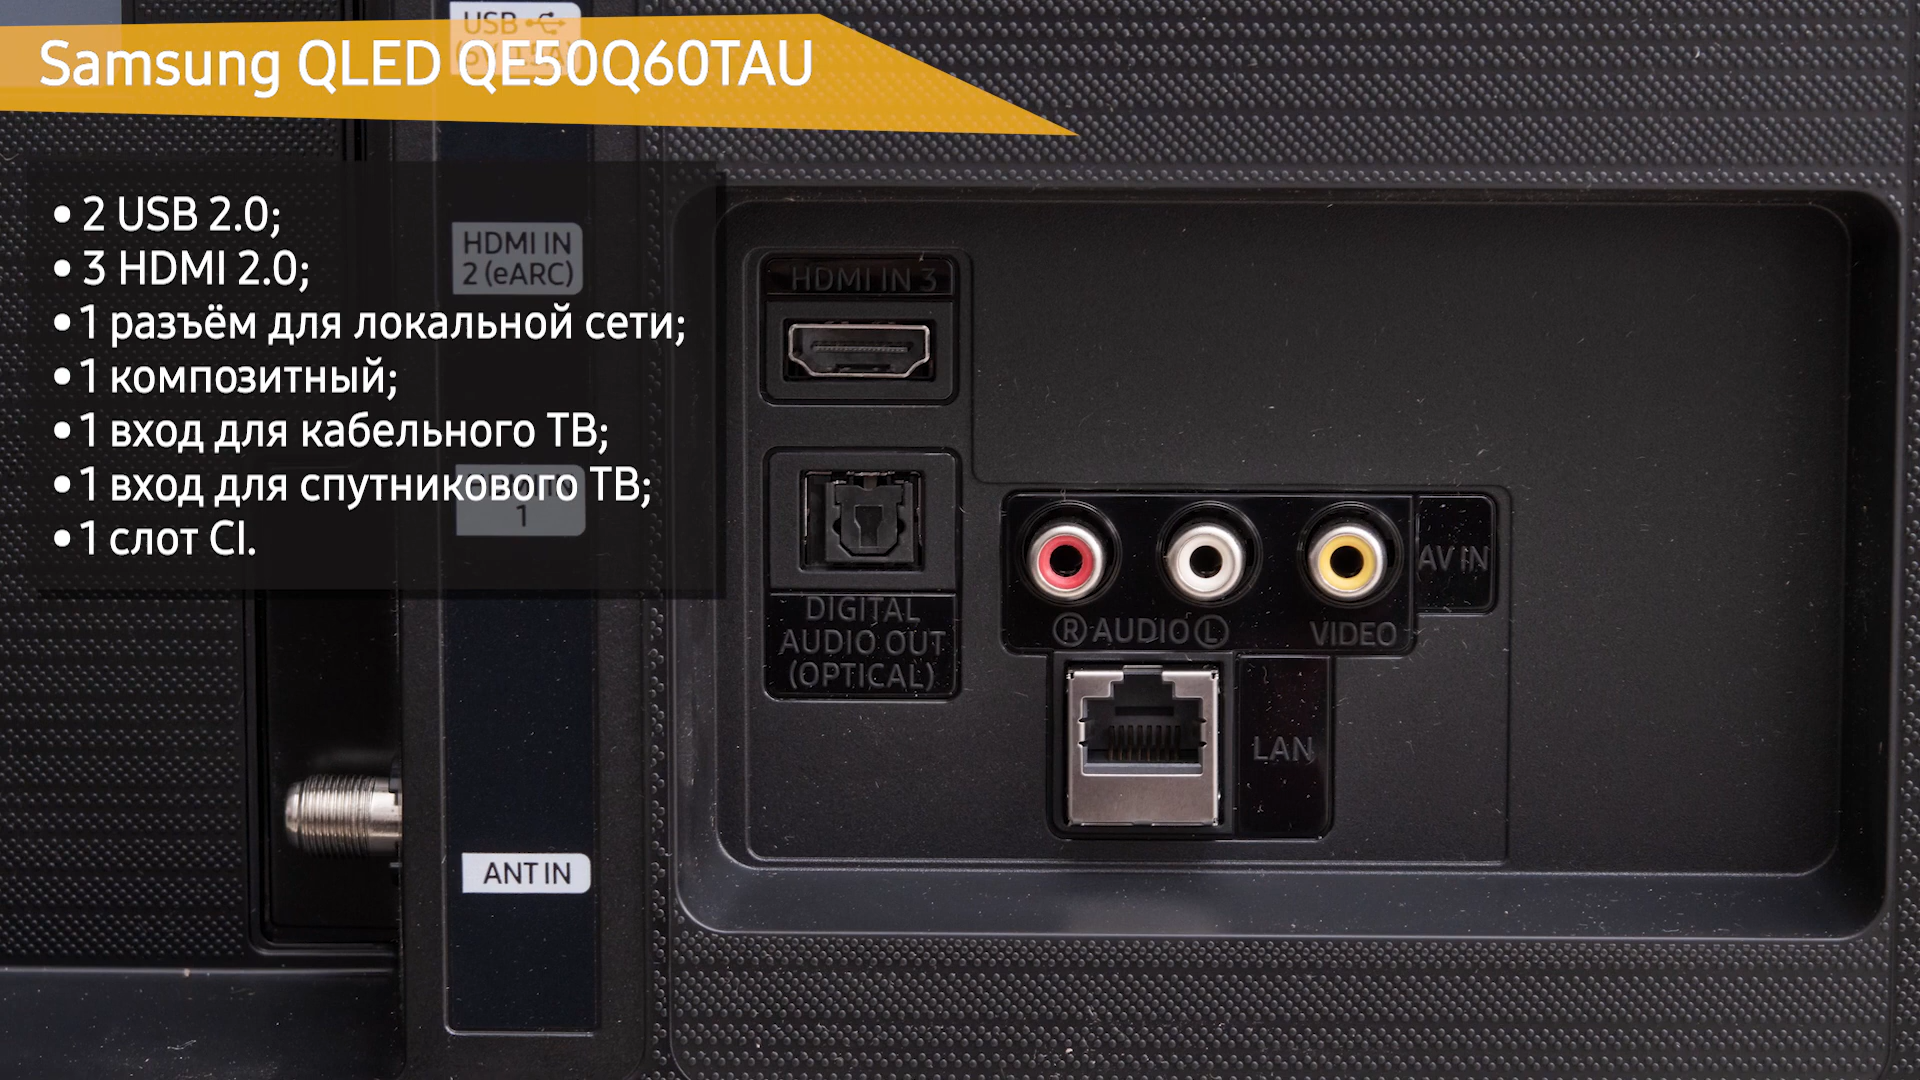 Samsung QLED QE50Q60TAU
• 2 USB 2.0;
• 3 HDMI 2.0;
• 1 разъём для локальной сети;
• 1 композитный;
• 1 вход для кабельного ТВ;
• 1 вход для спутникового ТВ;
• 1 слот CI.
USB
HDMI IN
2 (eARC)
1
ANT IN
HDMI IN 3
DIGITAL
AUDIO OUT
(OPTICAL)
R AUDIO L
VIDEO
AV IN
LAN